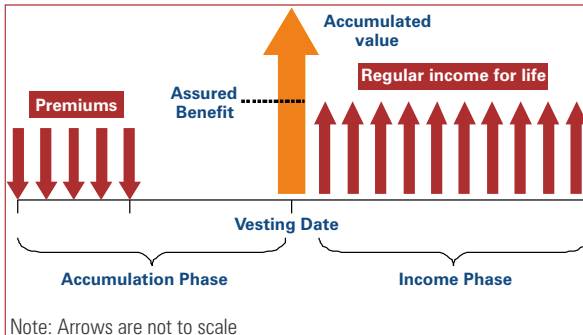 Accumulated
value
Premiums
Assured
Benefit
Regular income for life
Vesting Date
Accumulation Phase
Income Phase
Note: Arrows are not to scale